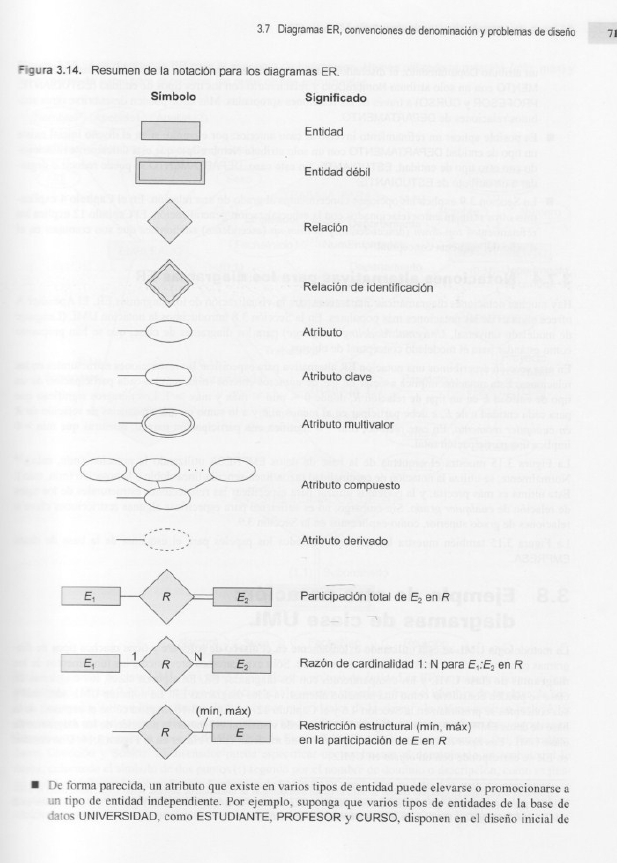 3.7 Diagramas ER, convenciones de denominación y problemas de diseño 71
Figura 3.14. Resumen de la notación para los diagramas ER.
Símbolo Significado
Entidad
Entidad débil
Relación
Relación de identificación
Atributo
Atributo clave
Atributo multivalor
...
Atributo compuesto
Atributo derivado
E₁ R E₂ Participación total de E₂ en R
E₁ 1 R N E₂ Razón de cardinalidad 1: N para E₁:E₂ en R
(mín, máx)
R E Restricción estructural (mín, máx)
en la participación de E en R
■ De forma parecida, un atributo que existe en varios tipos de entidad puede elevarse o promocionarse a
un tipo de entidad independiente. Por ejemplo, suponga que varios tipos de entidades de la base de
datos UNIVERSIDAD, como ESTUDIANTE, PROFESOR y CURSO, disponen en el diseño inicial de